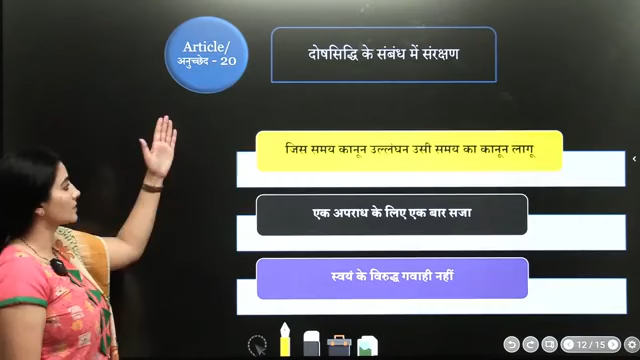 Article/
अनुच्छेद - 20
दोषसिद्धि के संबंध में संरक्षण
जिस समय कानून उल्लंघन उसी समय का कानून लागू
एक अपराध के लिए एक बार सजा
स्वयं के विरुद्ध गवाही नहीं
12 / 15